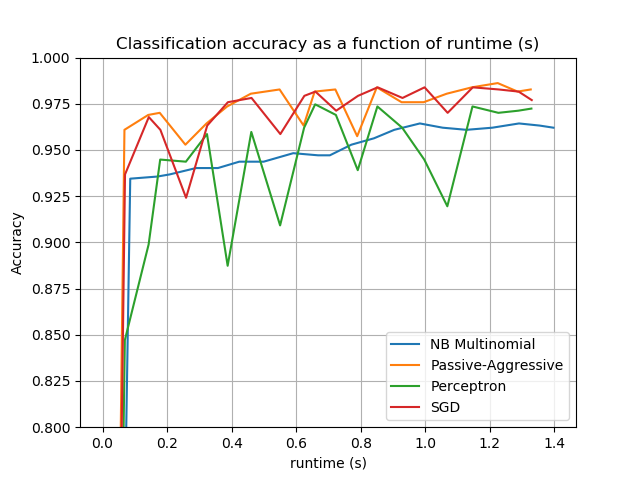 Classification accuracy as a function of runtime (s)
1.000
0.975
0.950
0.925
0.900
0.875
0.850
0.825
0.800
Accuracy
NB Multinomial
Passive-Aggressive
Perceptron
SGD
0.0 0.2 0.4 0.6 0.8 1.0 1.2 1.4
runtime (s)